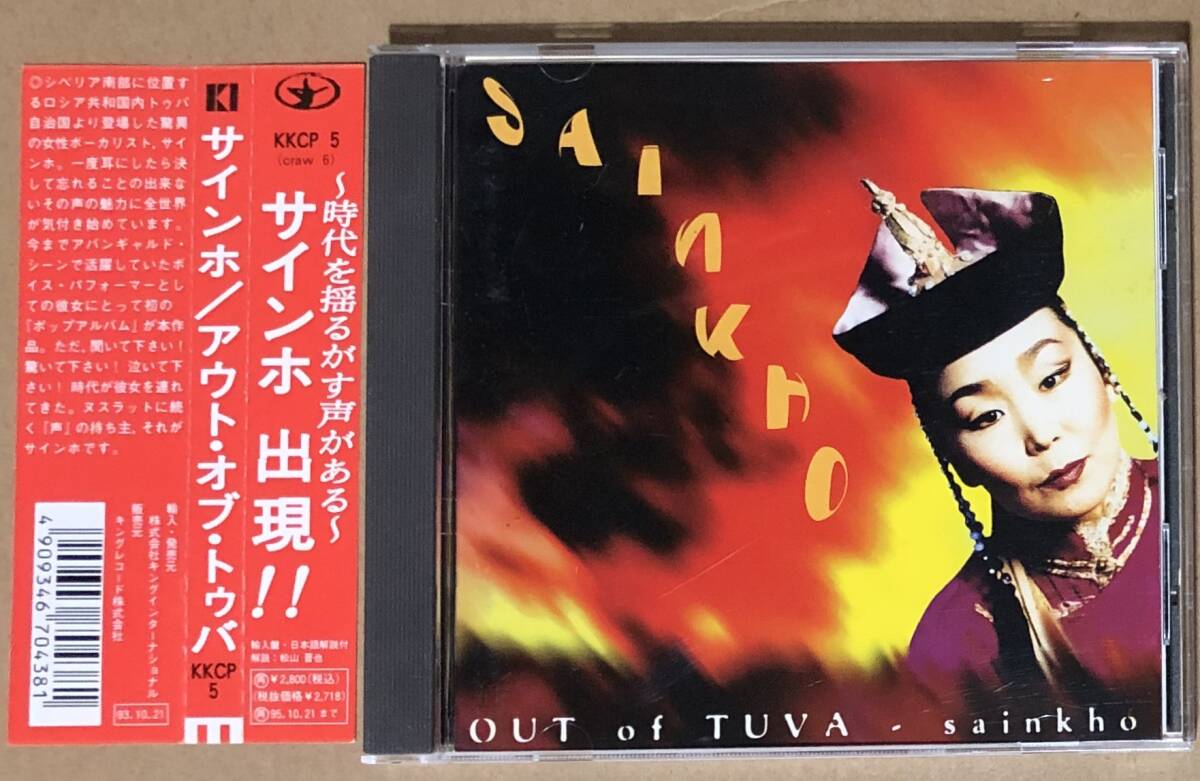 ◎シベリア南部に位置す
るロシア共和国内トゥバ
自治国より登場した驚異
の女性ボーカリスト, サイ
ンホ。一度耳にしたら決
して忘れることの出来な
いその声の魅力に全世界
が気付き始めています。
今までアバンギャルド・
シーンで活躍していたボ
イス・パフォーマーとし
ての彼女にとって初の
『ポップアルバム』が本作
品。ただ, 聞いて下さい!
驚いて下さい! 泣いて下
さい! 時代が彼女を連れ
てきた。ヌスラットに続
く『声』の持ち主, それが
サインホです。
4909346704381
輸入・発売元
株式会社キングインターナショナル
販売元
キングレコード株式会社
93.10.21
KI
サインホ/アウト・オブ・トゥバ
KKCP
5
KKCP 5
(craw 6)
〜時代を揺るがす声がある〜
サインホ 出現!!
輸入盤・日本語解説付
解説:松山 晋也
¥2,800(税込)
(税抜価格¥2,718)
95.10.21まで
SAINKHO
OUT of TUVA - sainkho